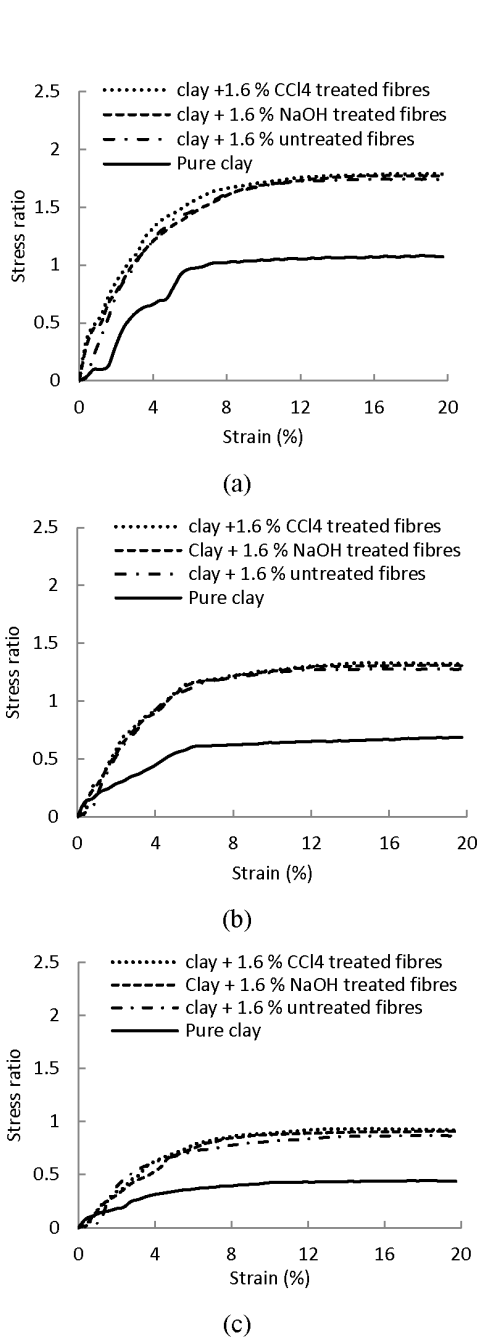 clay +1.6 % CCl4 treated fibres
clay + 1.6 % NaOH treated fibres
clay + 1.6 % untreated fibres
Pure clay
2.5
2
1.5
1
0.5
0
0 4 8 12 16 20
Stress ratio
Strain (%)
(a)
clay +1.6 % CCl4 treated fibres
Clay + 1.6 % NaOH treated fibres
clay + 1.6 % untreated fibres
Pure clay
2.5
2
1.5
1
0.5
0
0 4 8 12 16 20
Stress ratio
Strain (%)
(b)
clay + 1.6 % CCl4 treated fibres
Clay + 1.6 % NaOH treated fibres
clay + 1.6 % untreated fibres
Pure clay
2.5
2
1.5
1
0.5
0
0 4 8 12 16 20
Stress ratio
Strain (%)
(c)